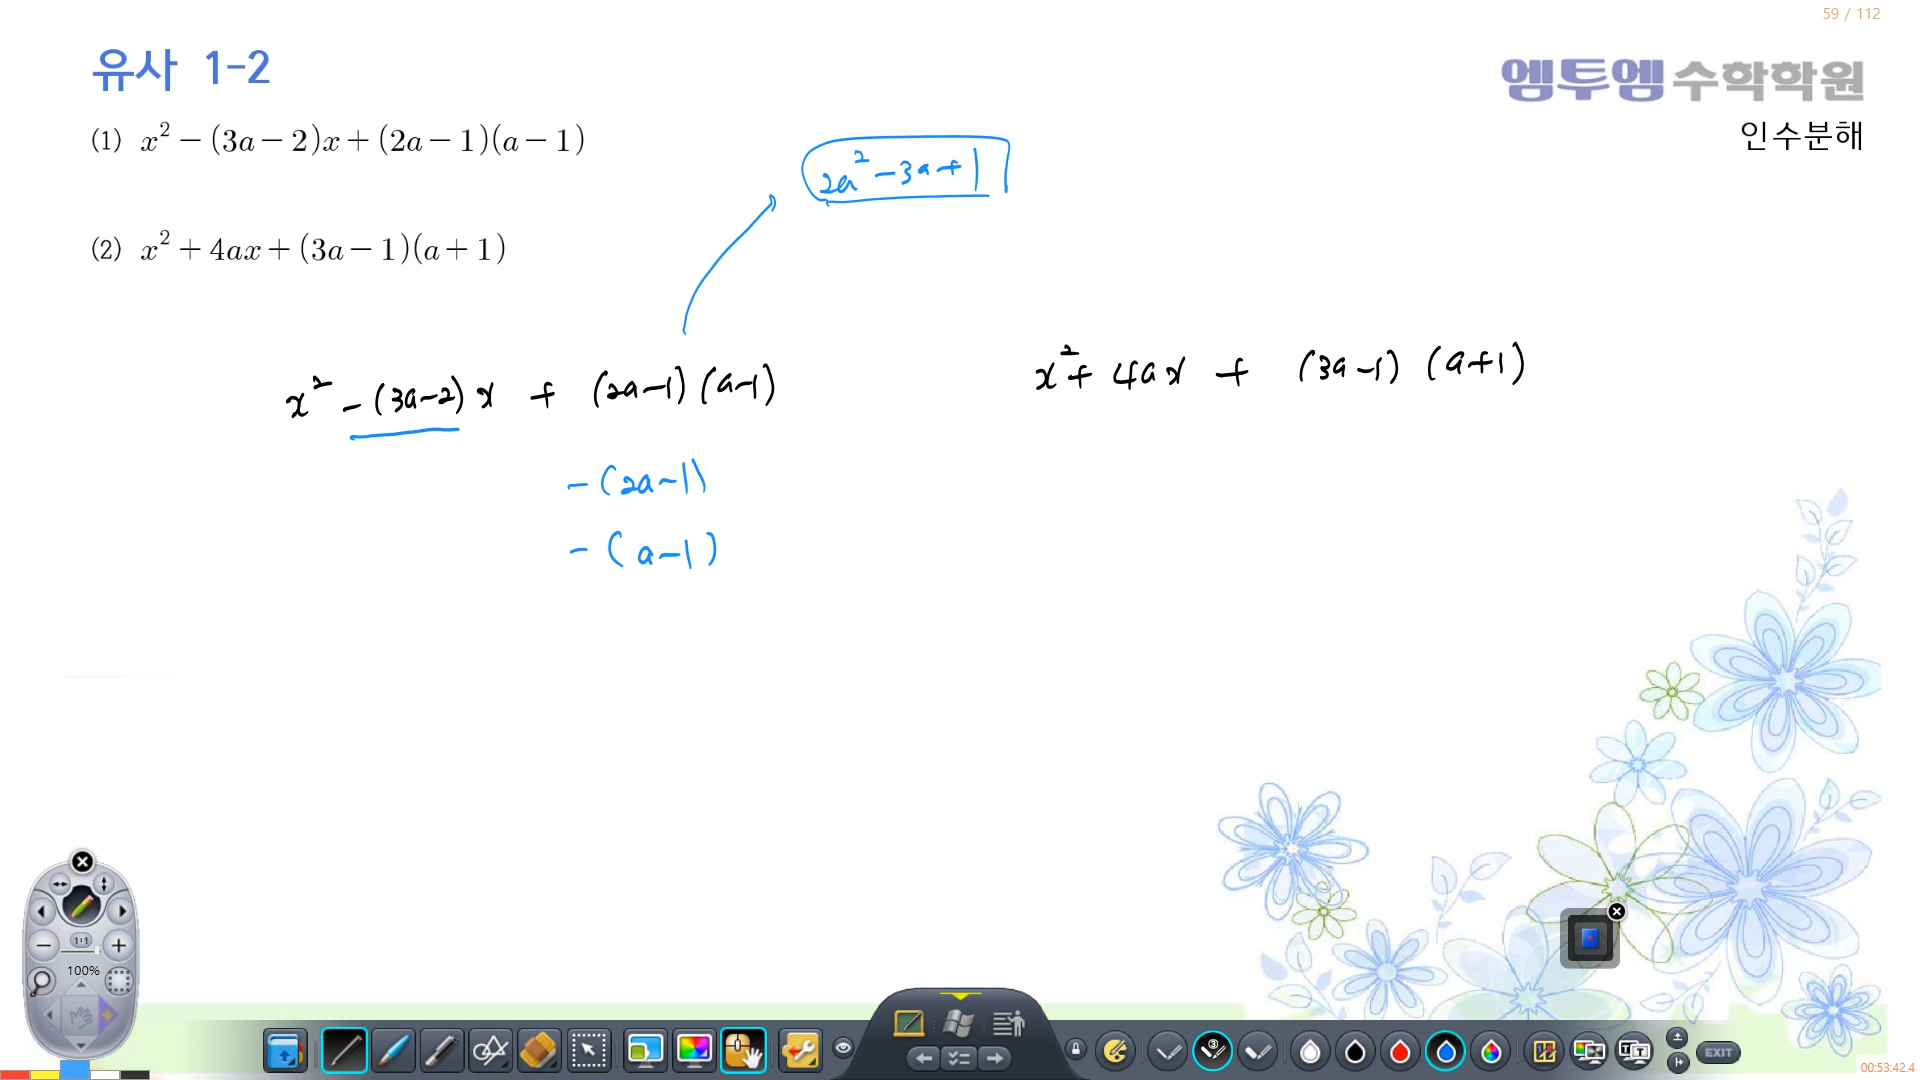 59 / 112
유사 1-2
엠투엠수학학원
인수분해
(1) x² − (3a − 2)x + (2a − 1)(a − 1)
2a² − 3a + 1
(2) x² + 4ax + (3a − 1)(a + 1)
x² − (3a−2)x + (2a−1)(a−1)
x² + 4ax + (3a−1)(a+1)
− (2a−1)
− (a−1)
1:1
100%
EXIT
00:53:42.4